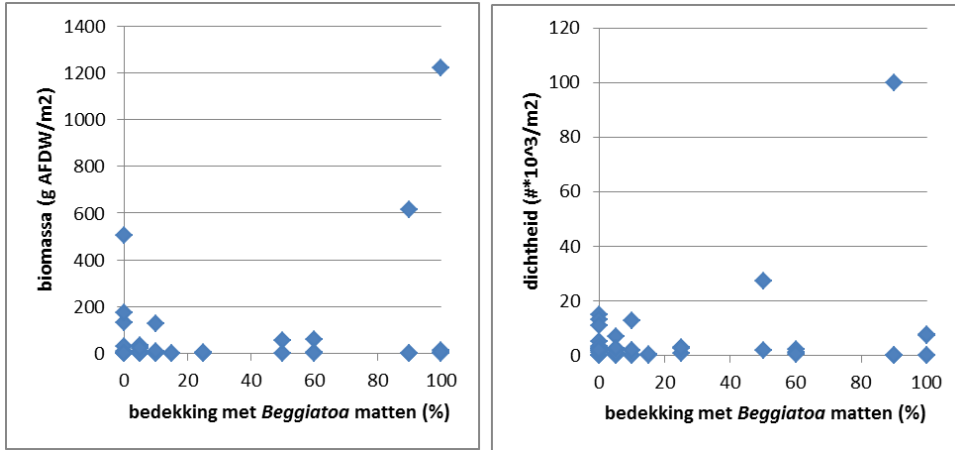 biomassa (g AFDW/m2)
1400
1200
1000
800
600
400
200
0
0 20 40 60 80 100
bedekking met Beggiatoa matten (%)
dichtheid (#*10^3/m2)
120
100
80
60
40
20
0
0 20 40 60 80 100
bedekking met Beggiatoa matten (%)